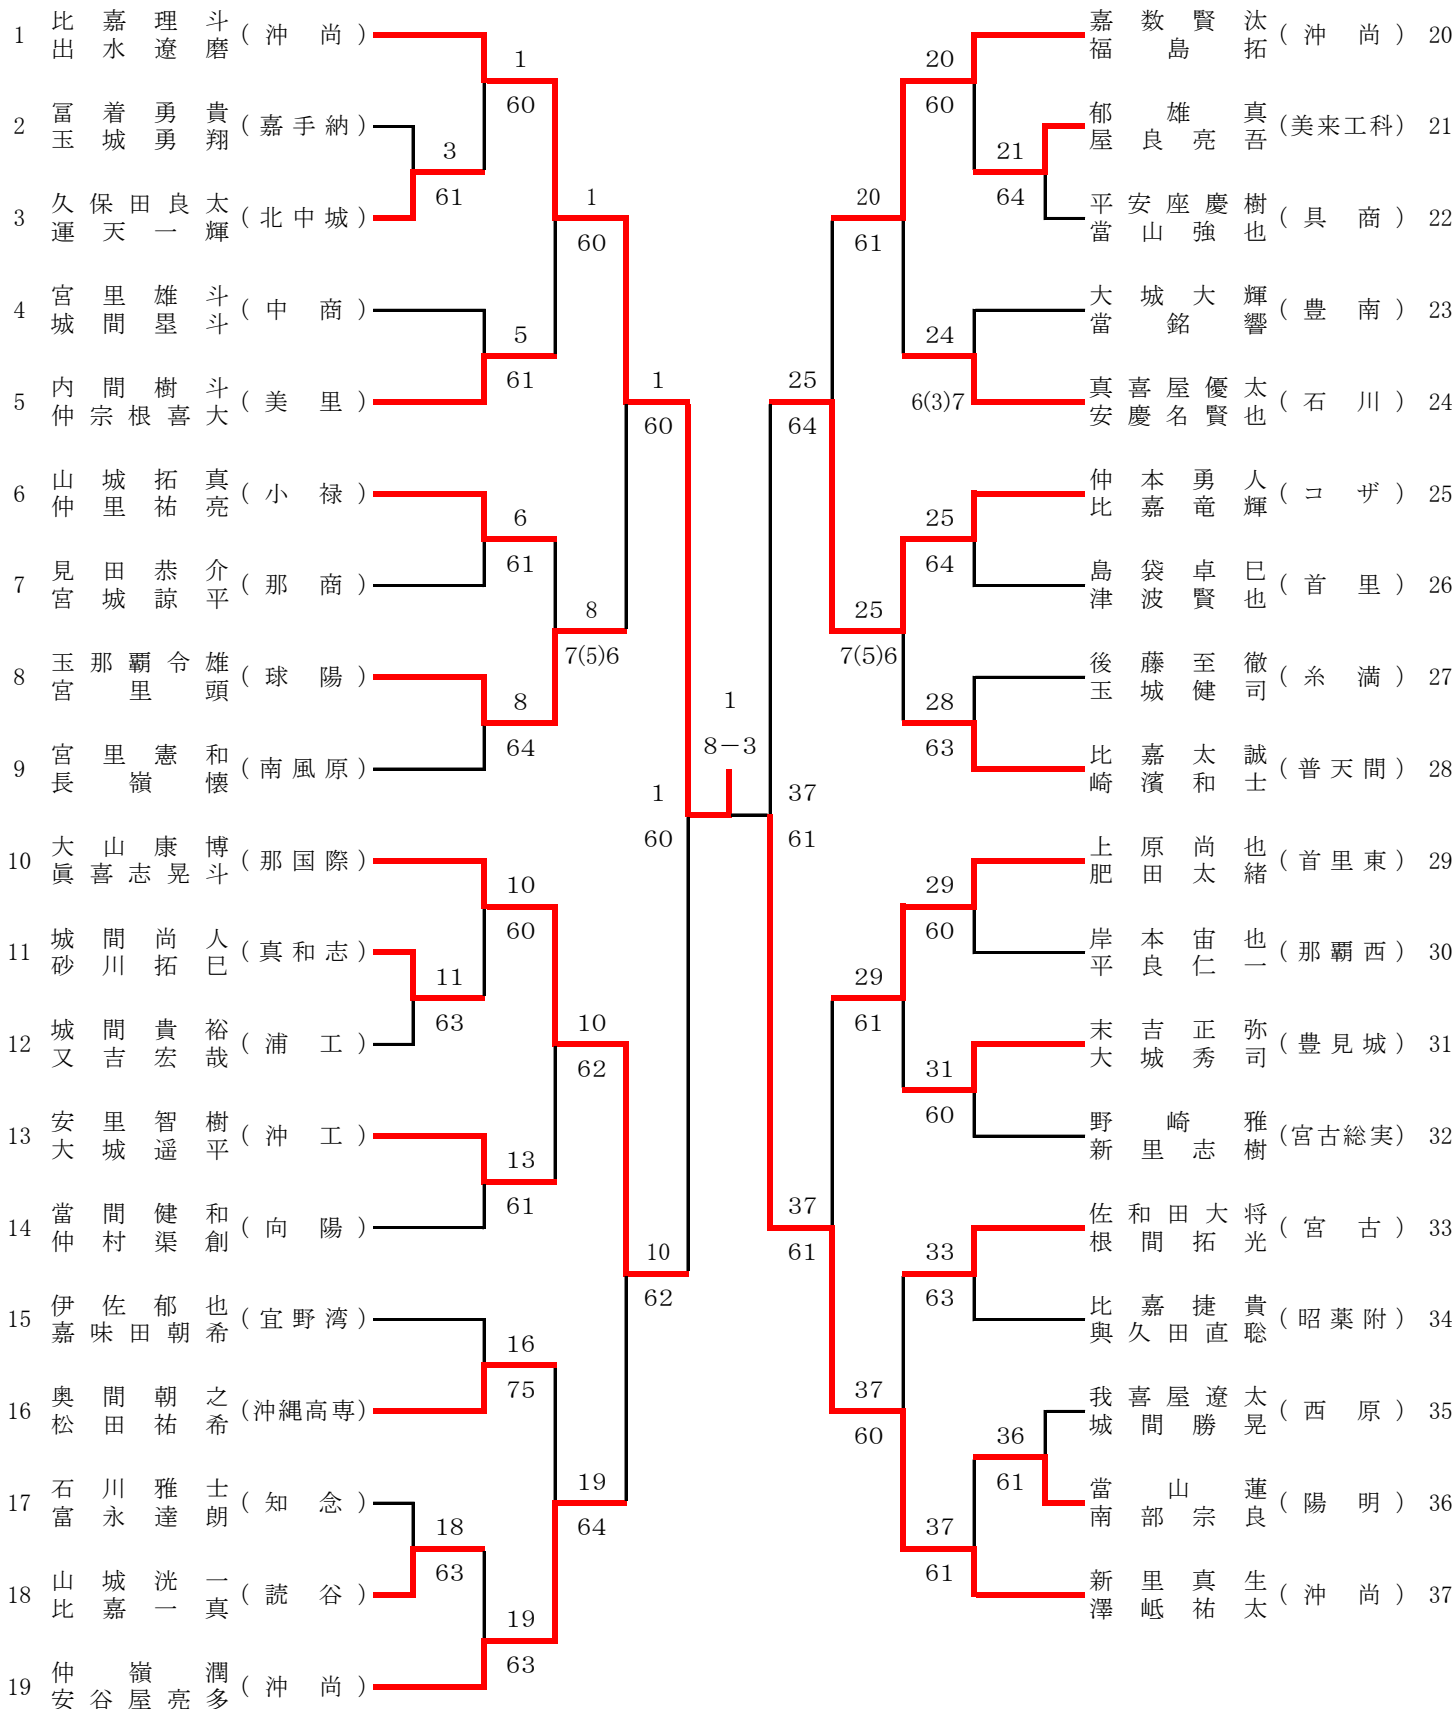 1 比嘉理斗 (沖尚)
出水遼磨
2 冨着勇貴 (嘉手納)
玉城勇翔
3 久保田良太 (北中城)
運天一輝
4 宮里雄斗 (中商)
城間塁斗
5 内間樹斗 (美里)
仲宗根喜大
6 山城拓真 (小禄)
仲里祐亮
7 見田恭介 (那商)
宮城諒平
8 玉那覇令雄 (球陽)
宮里頭
9 宮里憲和 (南風原)
長嶺懐
10 大山康博 (那国際)
眞喜志晃斗
11 城間尚人 (真和志)
砂川拓巳
12 城間貴裕 (浦工)
又吉宏哉
13 安里智樹 (沖工)
大城遥平
14 當間健和 (向陽)
仲村渠創
15 伊佐郁也 (宜野湾)
嘉味田朝希
16 奥間朝之 (沖縄高専)
松田祐希
17 石川雅士 (知念)
富永達朗
18 山城洸一 (読谷)
比嘉一真
19 仲嶺潤 (沖尚)
安谷屋亮多
1
60
3
61
5
61
6
61
8
64
10
60
11
63
13
61
16
75
18
63
19
63
1
60
8
7(5)6
10
62
19
64
1
60
10
62
1
60
1
8－3
37
61
25
64
37
61
20
61
25
7(5)6
29
61
37
60
20
60
21
64
24
6(3)7
25
64
28
63
29
60
31
60
33
63
36
61
37
61
嘉数賢汰 (沖尚) 20
福島拓
郁雄真 (美来工科) 21
屋良亮吾
平安座慶樹 (具商) 22
當山強也
大城大輝 (豊南) 23
當銘響
真喜屋優太 (石川) 24
安慶名賢也
仲本勇人 (コザ) 25
比嘉竜輝
島袋卓巳 (首里) 26
津波賢也
後藤至徹 (糸満) 27
玉城健司
比嘉太誠 (普天間) 28
崎濱和士
上原尚也 (首里東) 29
肥田太緒
岸本宙也 (那覇西) 30
平良仁一
末吉正弥 (豊見城) 31
大城秀司
野崎雅 (宮古総実) 32
新里志樹
佐和田大将 (宮古) 33
根間拓光
比嘉捷貴 (昭薬附) 34
與久田直聡
我喜屋遼太 (西原) 35
城間勝晃
當山蓮 (陽明) 36
南部宗良
新里真生 (沖尚) 37
澤岻祐太